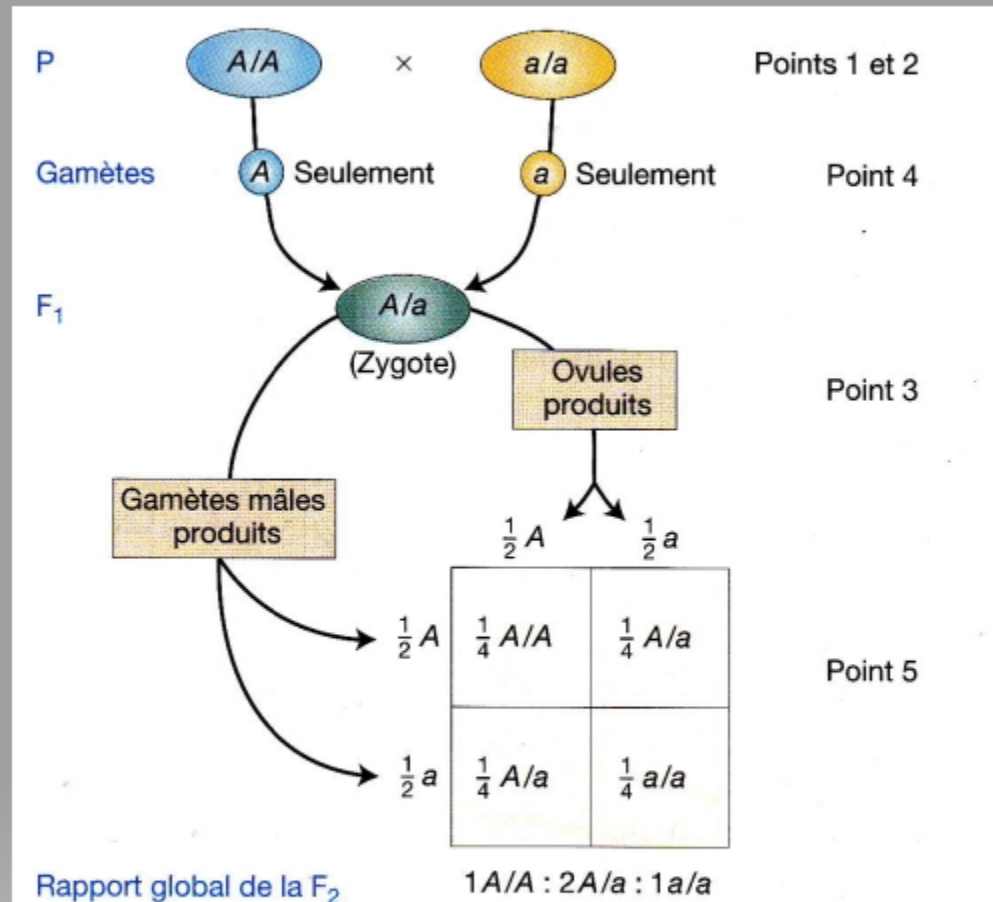 P A/A × a/a Points 1 et 2
Gamètes A Seulement a Seulement Point 4
F₁ A/a
(Zygote)
Ovules
produits
Point 3
Gamètes mâles
produits
½ A ½ a
½ A ¼ A/A ¼ A/a
Point 5
½ a ¼ A/a ¼ a/a
Rapport global de la F₂ 1A/A : 2A/a : 1a/a